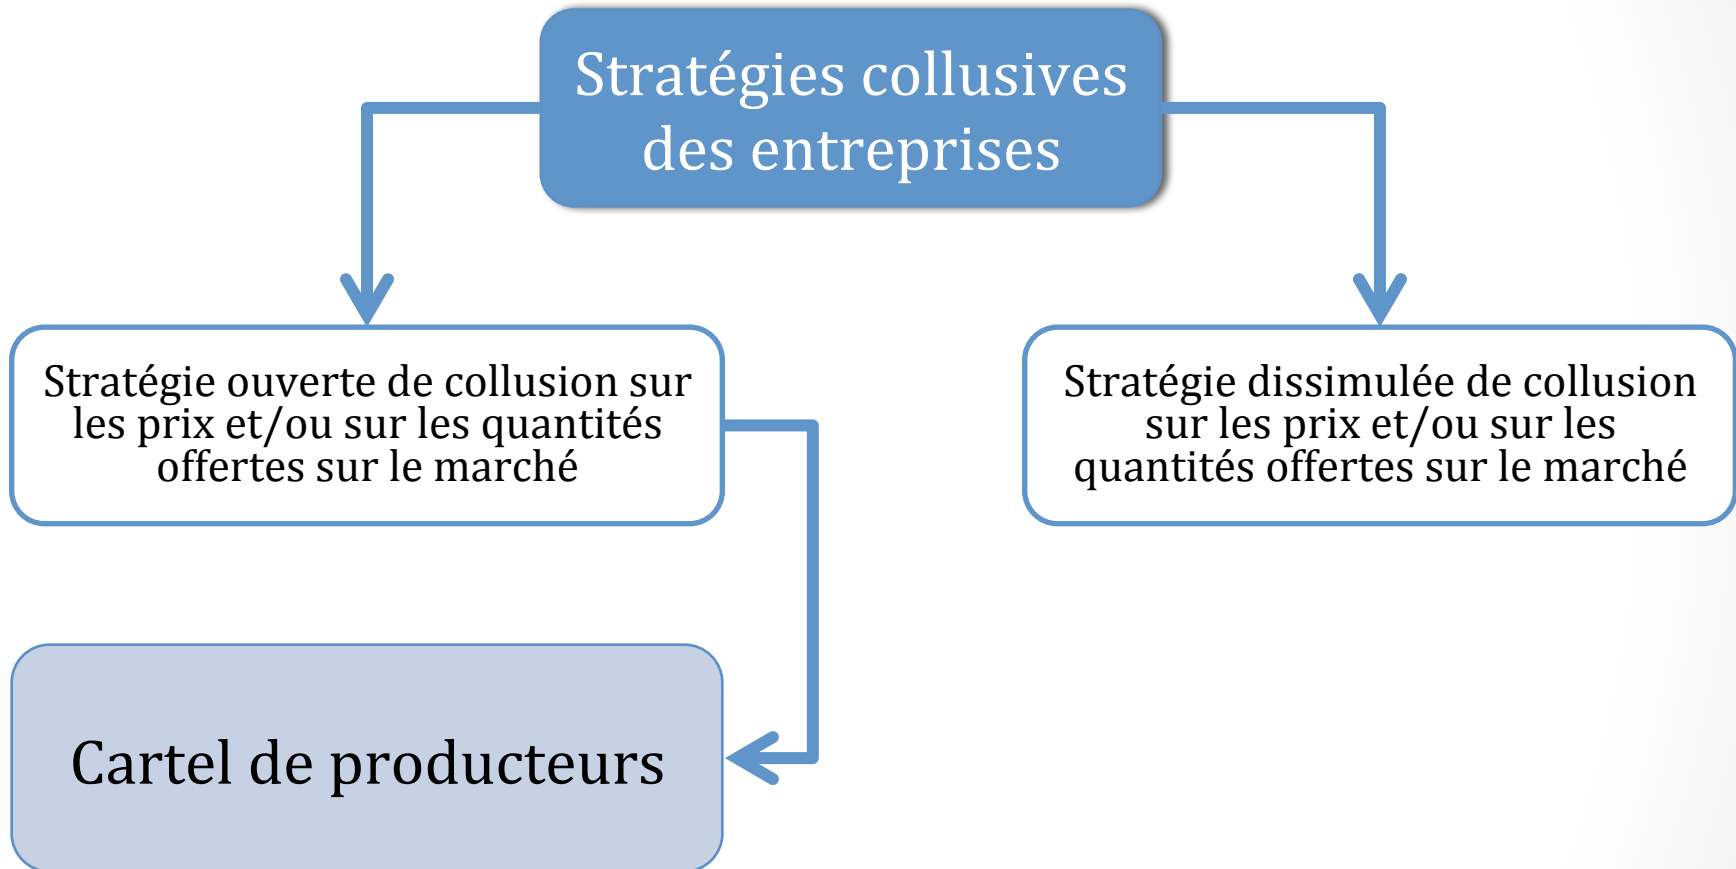 Stratégies collusives
des entreprises
Stratégie ouverte de collusion sur
les prix et/ou sur les quantités
offertes sur le marché
Stratégie dissimulée de collusion
sur les prix et/ou sur les
quantités offertes sur le marché
Cartel de producteurs